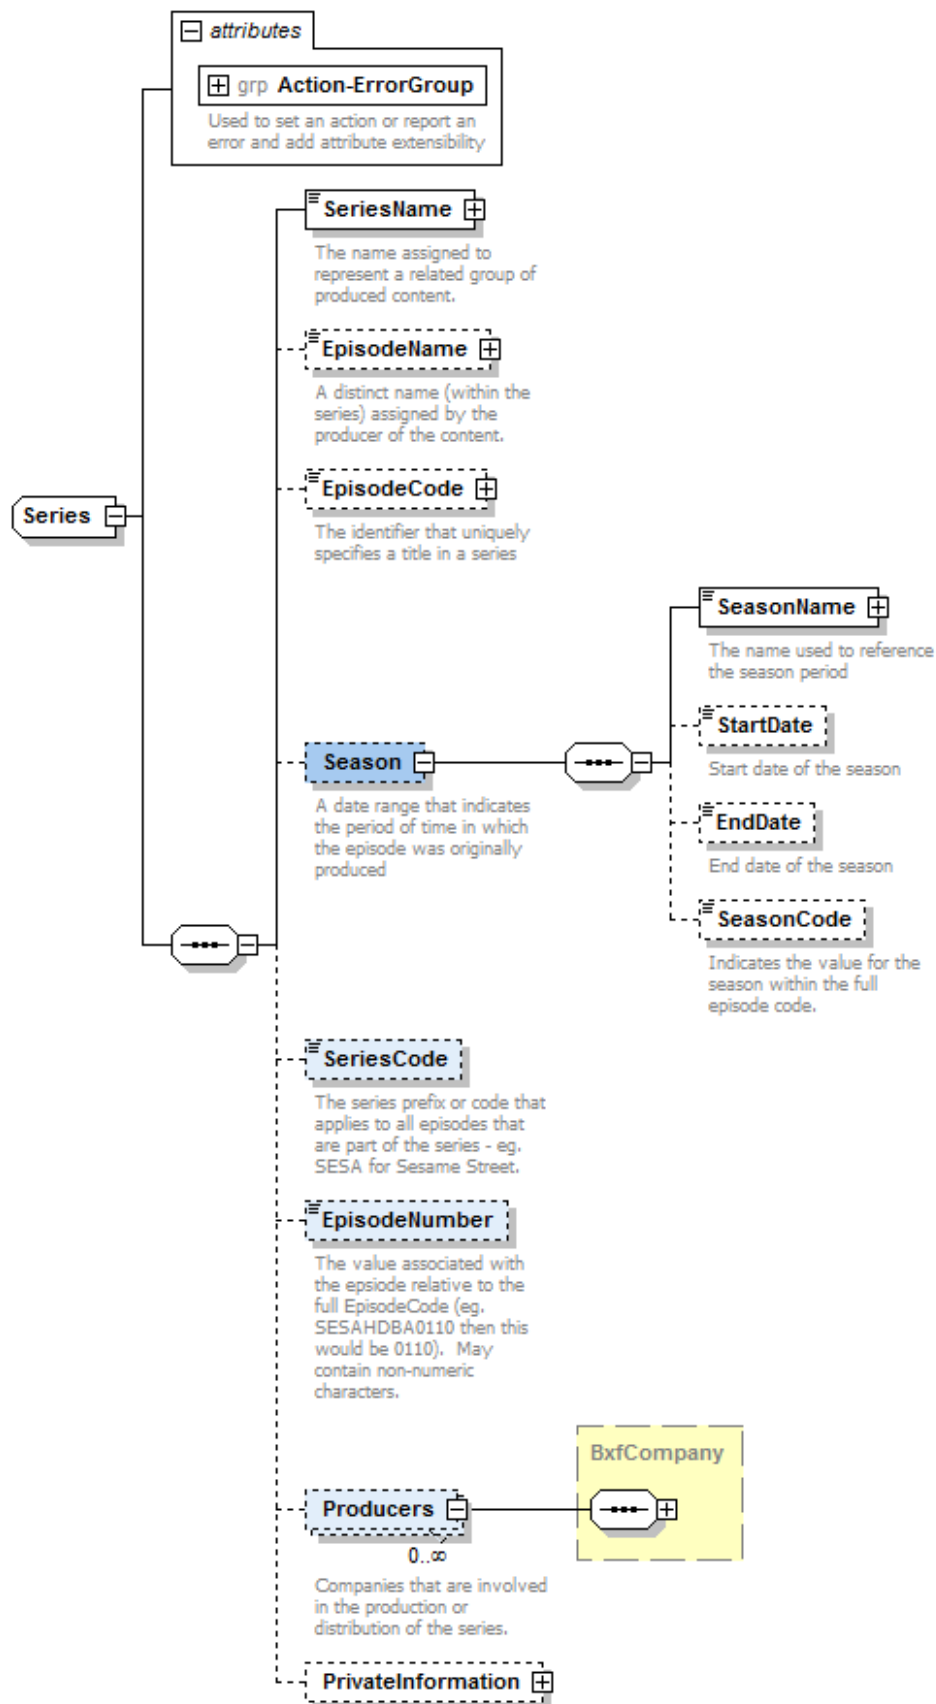 attributes
grp Action-ErrorGroup
Used to set an action or report an
error and add attribute extensibility
SeriesName
The name assigned to
represent a related group of
produced content.
EpisodeName
A distinct name (within the
series) assigned by the
producer of the content.
EpisodeCode
The identifier that uniquely
specifies a title in a series
Series
SeasonName
The name used to reference
the season period
StartDate
Start date of the season
Season
A date range that indicates
the period of time in which
the episode was originally
produced
EndDate
End date of the season
SeasonCode
Indicates the value for the
season within the full
episode code.
SeriesCode
The series prefix or code that
applies to all episodes that
are part of the series - eg.
SESA for Sesame Street.
EpisodeNumber
The value associated with
the epsiode relative to the
full EpisodeCode (eg.
SESAHDBA0110 then this
would be 0110).  May
contain non-numeric
characters.
BxfCompany
Producers
0..∞
Companies that are involved
in the production or
distribution of the series.
PrivateInformation